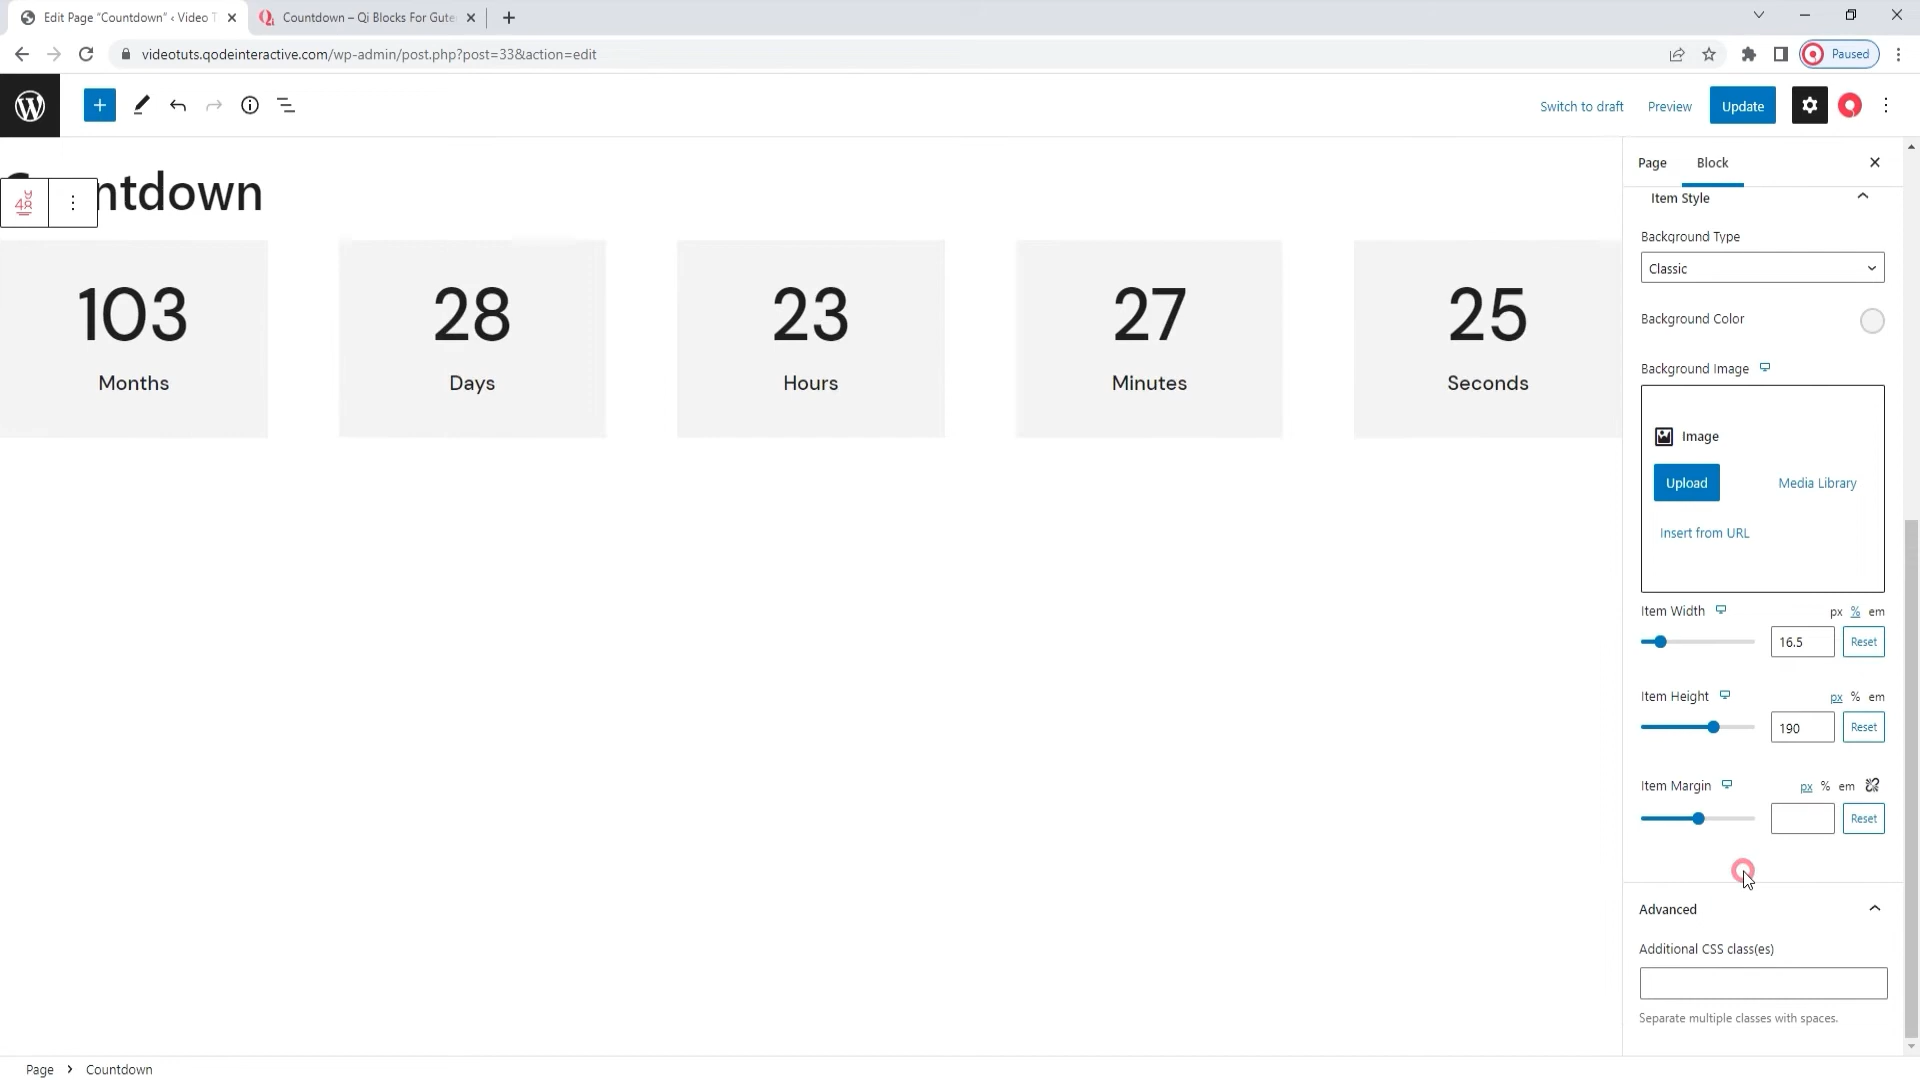 Edit Page "Countdown" ‹ Video T
Countdown – Qi Blocks For Gute
videotuts.qodeinteractive.com/wp-admin/post.php?post=33&action=edit
Paused
Switch to draft
Preview
Update
Page
Block
ntdown
Item Style
Background Type
Classic
Background Color
Background Image
Image
Upload
Media Library
Insert from URL
103
28
23
27
25
Months
Days
Hours
Minutes
Seconds
Item Width
px % em
16.5
Reset
Item Height
px % em
190
Reset
Item Margin
px % em
Reset
Advanced
Additional CSS class(es)
Separate multiple classes with spaces.
Page › Countdown